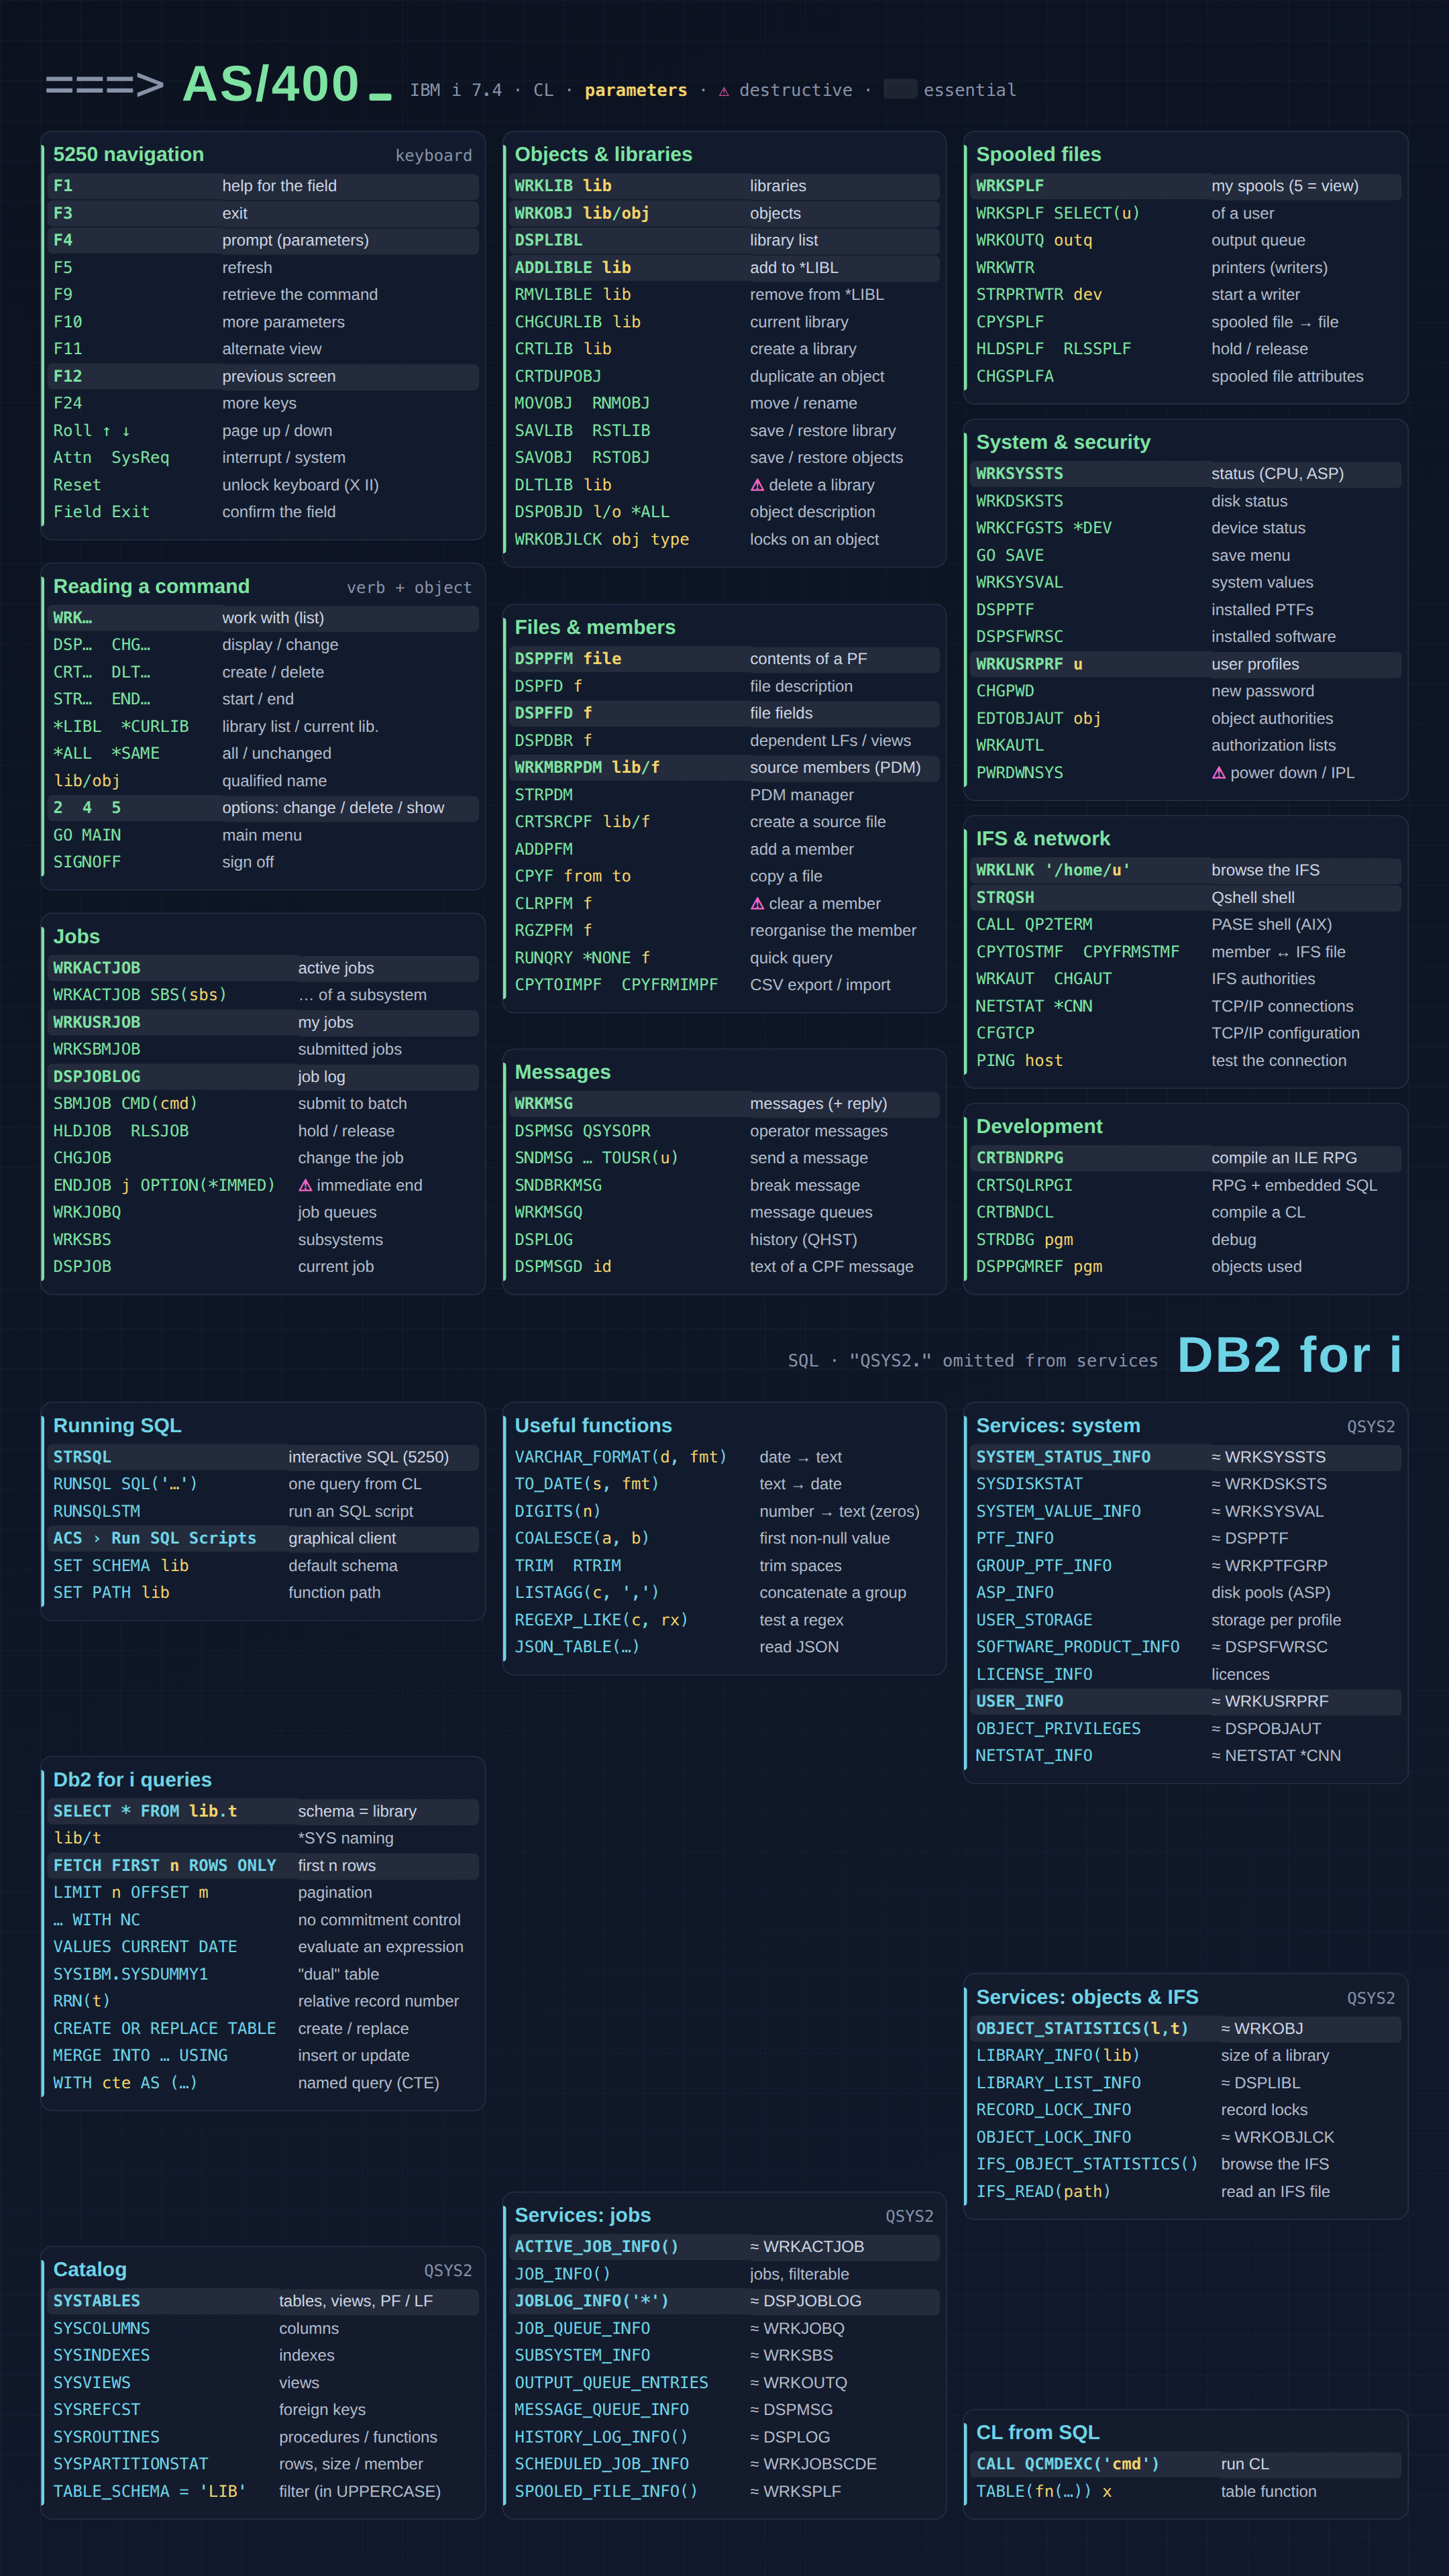 ===> AS/400_ IBM i 7.4 · CL · parameters · ⚠ destructive · essential
5250 navigation keyboard
F1 help for the field
F3 exit
F4 prompt (parameters)
F5 refresh
F9 retrieve the command
F10 more parameters
F11 alternate view
F12 previous screen
F24 more keys
Roll ↑ ↓ page up / down
Attn SysReq interrupt / system
Reset unlock keyboard (X II)
Field Exit confirm the field
Reading a command verb + object
WRK… work with (list)
DSP… CHG… display / change
CRT… DLT… create / delete
STR… END… start / end
*LIBL *CURLIB library list / current lib.
*ALL *SAME all / unchanged
lib/obj qualified name
2 4 5 options: change / delete / show
GO MAIN main menu
SIGNOFF sign off
Jobs
WRKACTJOB active jobs
WRKACTJOB SBS(sbs) … of a subsystem
WRKUSRJOB my jobs
WRKSBMJOB submitted jobs
DSPJOBLOG job log
SBMJOB CMD(cmd) submit to batch
HLDJOB RLSJOB hold / release
CHGJOB change the job
ENDJOB j OPTION(*IMMED) ⚠ immediate end
WRKJOBQ job queues
WRKSBS subsystems
DSPJOB current job
Objects & libraries
WRKLIB lib libraries
WRKOBJ lib/obj objects
DSPLIBL library list
ADDLIBLE lib add to *LIBL
RMVLIBLE lib remove from *LIBL
CHGCURLIB lib current library
CRTLIB lib create a library
CRTDUPOBJ duplicate an object
MOVOBJ RNMOBJ move / rename
SAVLIB RSTLIB save / restore library
SAVOBJ RSTOBJ save / restore objects
DLTLIB lib ⚠ delete a library
DSPOBJD l/o *ALL object description
WRKOBJLCK obj type locks on an object
Files & members
DSPPFM file contents of a PF
DSPFD f file description
DSPFFD f file fields
DSPDBR f dependent LFs / views
WRKMBRPDM lib/f source members (PDM)
STRPDM PDM manager
CRTSRCPF lib/f create a source file
ADDPFM add a member
CPYF from to copy a file
CLRPFM f ⚠ clear a member
RGZPFM f reorganise the member
RUNQRY *NONE f quick query
CPYTOIMPF CPYFRMIMPF CSV export / import
Messages
WRKMSG messages (+ reply)
DSPMSG QSYSOPR operator messages
SNDMSG … TOUSR(u) send a message
SNDBRKMSG break message
WRKMSGQ message queues
DSPLOG history (QHST)
DSPMSGD id text of a CPF message
Spooled files
WRKSPLF my spools (5 = view)
WRKSPLF SELECT(u) of a user
WRKOUTQ outq output queue
WRKWTR printers (writers)
STRPRTWTR dev start a writer
CPYSPLF spooled file → file
HLDSPLF RLSSPLF hold / release
CHGSPLFA spooled file attributes
System & security
WRKSYSSTS status (CPU, ASP)
WRKDSKSTS disk status
WRKCFGSTS *DEV device status
GO SAVE save menu
WRKSYSVAL system values
DSPPTF installed PTFs
DSPSFWRSC installed software
WRKUSRPRF u user profiles
CHGPWD new password
EDTOBJAUT obj object authorities
WRKAUTL authorization lists
PWRDWNSYS ⚠ power down / IPL
IFS & network
WRKLNK '/home/u' browse the IFS
STRQSH Qshell shell
CALL QP2TERM PASE shell (AIX)
CPYTOSTMF CPYFRMSTMF member ↔ IFS file
WRKAUT CHGAUT IFS authorities
NETSTAT *CNN TCP/IP connections
CFGTCP TCP/IP configuration
PING host test the connection
Development
CRTBNDRPG compile an ILE RPG
CRTSQLRPGI RPG + embedded SQL
CRTBNDCL compile a CL
STRDBG pgm debug
DSPPGMREF pgm objects used
SQL · "QSYS2." omitted from services DB2 for i
Running SQL
STRSQL interactive SQL (5250)
RUNSQL SQL('…') one query from CL
RUNSQLSTM run an SQL script
ACS › Run SQL Scripts graphical client
SET SCHEMA lib default schema
SET PATH lib function path
Db2 for i queries
SELECT * FROM lib.t schema = library
lib/t *SYS naming
FETCH FIRST n ROWS ONLY first n rows
LIMIT n OFFSET m pagination
… WITH NC no commitment control
VALUES CURRENT DATE evaluate an expression
SYSIBM.SYSDUMMY1 "dual" table
RRN(t) relative record number
CREATE OR REPLACE TABLE create / replace
MERGE INTO … USING insert or update
WITH cte AS (…) named query (CTE)
Catalog QSYS2
SYSTABLES tables, views, PF / LF
SYSCOLUMNS columns
SYSINDEXES indexes
SYSVIEWS views
SYSREFCST foreign keys
SYSROUTINES procedures / functions
SYSPARTITIONSTAT rows, size / member
TABLE_SCHEMA = 'LIB' filter (in UPPERCASE)
Useful functions
VARCHAR_FORMAT(d, fmt) date → text
TO_DATE(s, fmt) text → date
DIGITS(n) number → text (zeros)
COALESCE(a, b) first non-null value
TRIM RTRIM trim spaces
LISTAGG(c, ',') concatenate a group
REGEXP_LIKE(c, rx) test a regex
JSON_TABLE(…) read JSON
Services: jobs QSYS2
ACTIVE_JOB_INFO() ≈ WRKACTJOB
JOB_INFO() jobs, filterable
JOBLOG_INFO('*') ≈ DSPJOBLOG
JOB_QUEUE_INFO ≈ WRKJOBQ
SUBSYSTEM_INFO ≈ WRKSBS
OUTPUT_QUEUE_ENTRIES ≈ WRKOUTQ
MESSAGE_QUEUE_INFO ≈ DSPMSG
HISTORY_LOG_INFO() ≈ DSPLOG
SCHEDULED_JOB_INFO ≈ WRKJOBSCDE
SPOOLED_FILE_INFO() ≈ WRKSPLF
Services: system QSYS2
SYSTEM_STATUS_INFO ≈ WRKSYSSTS
SYSDISKSTAT ≈ WRKDSKSTS
SYSTEM_VALUE_INFO ≈ WRKSYSVAL
PTF_INFO ≈ DSPPTF
GROUP_PTF_INFO ≈ WRKPTFGRP
ASP_INFO disk pools (ASP)
USER_STORAGE storage per profile
SOFTWARE_PRODUCT_INFO ≈ DSPSFWRSC
LICENSE_INFO licences
USER_INFO ≈ WRKUSRPRF
OBJECT_PRIVILEGES ≈ DSPOBJAUT
NETSTAT_INFO ≈ NETSTAT *CNN
Services: objects & IFS QSYS2
OBJECT_STATISTICS(l,t) ≈ WRKOBJ
LIBRARY_INFO(lib) size of a library
LIBRARY_LIST_INFO ≈ DSPLIBL
RECORD_LOCK_INFO record locks
OBJECT_LOCK_INFO ≈ WRKOBJLCK
IFS_OBJECT_STATISTICS() browse the IFS
IFS_READ(path) read an IFS file
CL from SQL
CALL QCMDEXC('cmd') run CL
TABLE(fn(…)) x table function